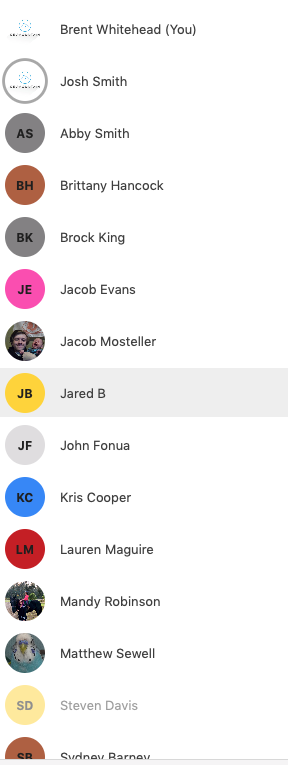 Brent Whitehead (You)
Josh Smith
AS Abby Smith
BH Brittany Hancock
BK Brock King
JE Jacob Evans
Jacob Mosteller
JB Jared B
JF John Fonua
KC Kris Cooper
LM Lauren Maguire
Mandy Robinson
Matthew Sewell
SD Steven Davis
SB Sydney Barney